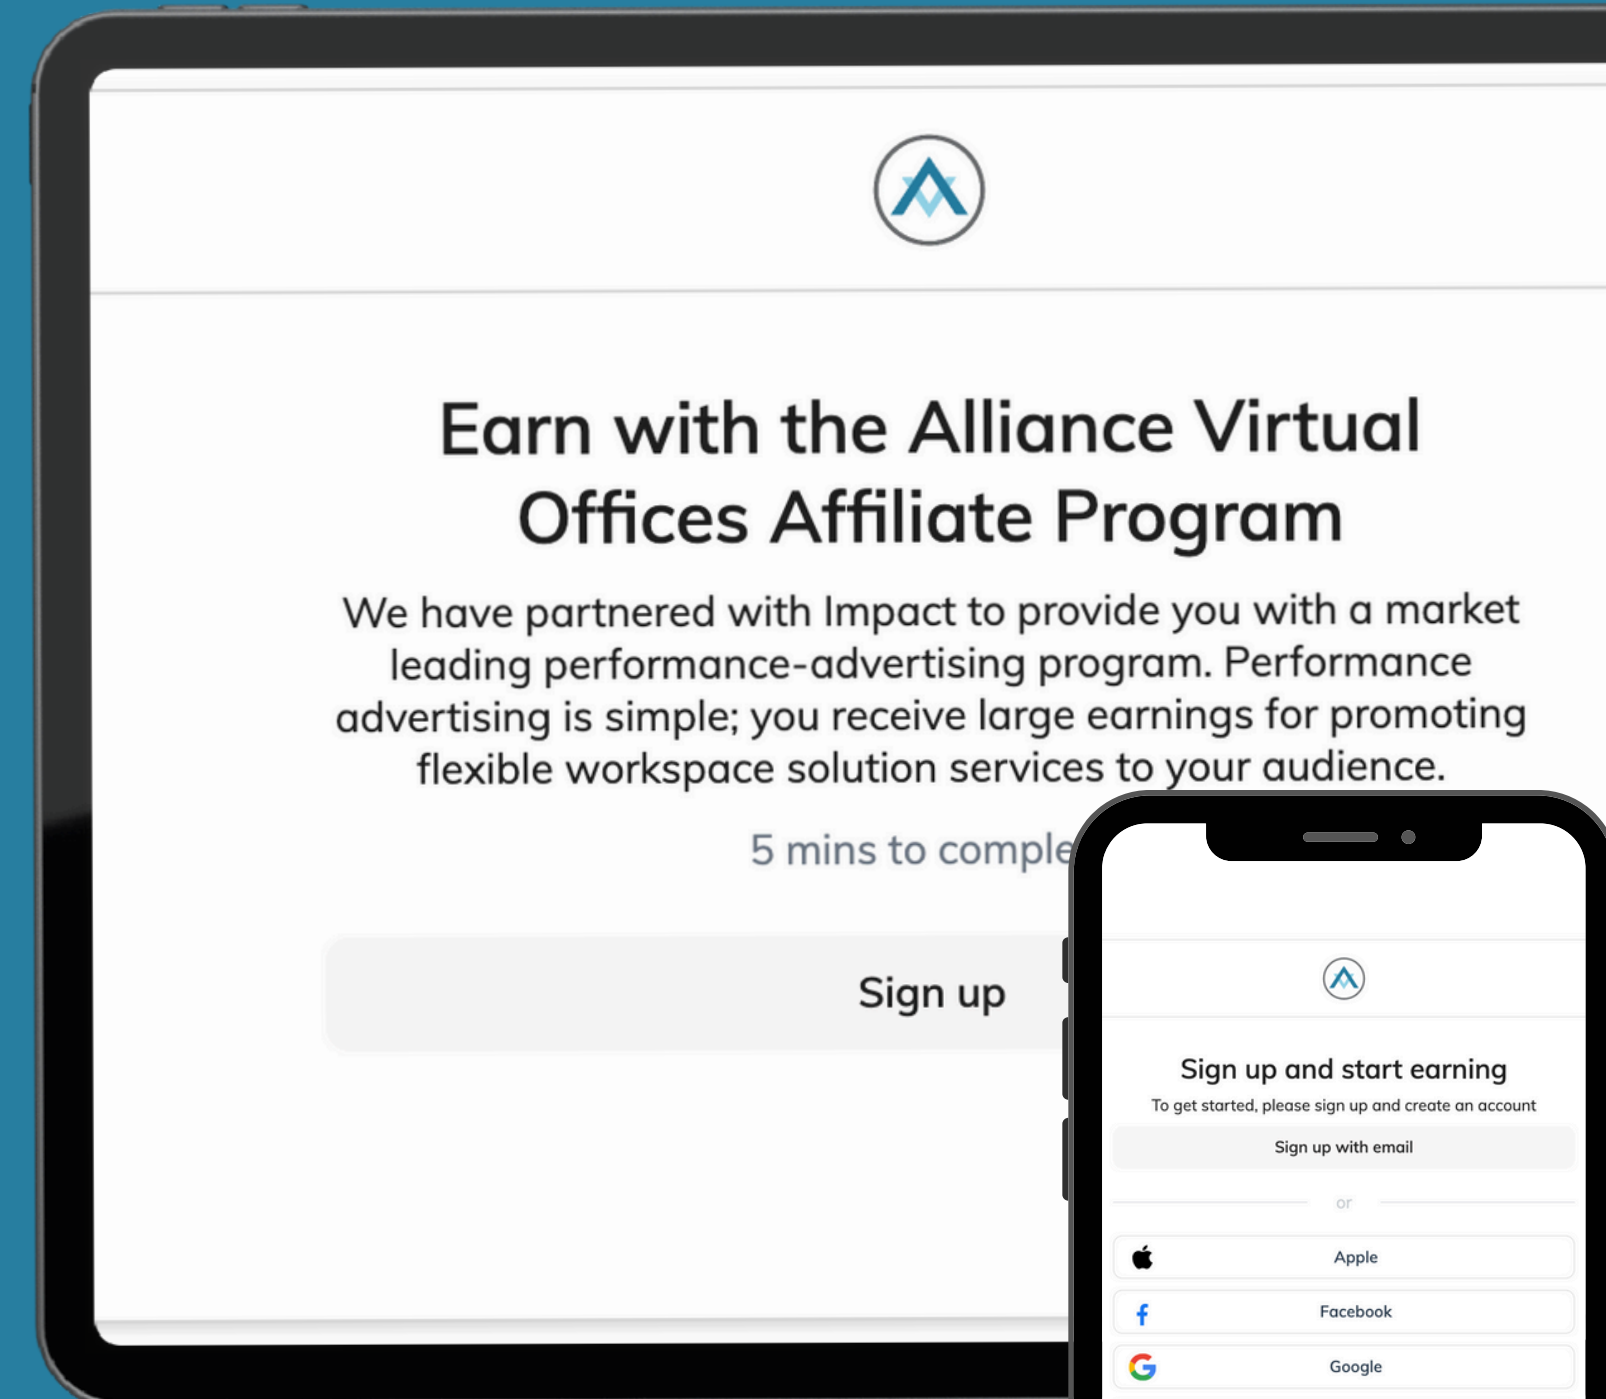 Earn with the Alliance Virtual
Offices Affiliate Program
We have partnered with Impact to provide you with a market
leading performance-advertising program. Performance
advertising is simple; you receive large earnings for promoting
flexible workspace solution services to your audience.
5 mins to comple
Sign up
Sign up and start earning
To get started, please sign up and create an account
Sign up with email
or
Apple
Facebook
Google